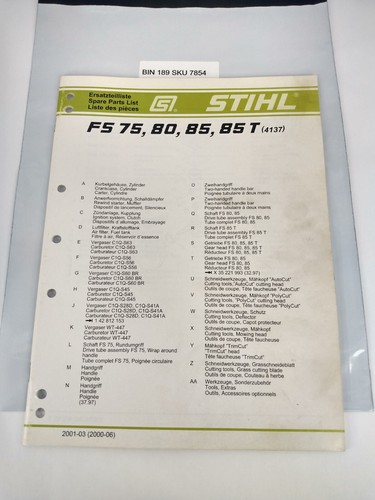 BIN 189 SKU 7854
Ersatzteilliste
Spare Parts List
Liste des pièces
STIHL
FS 75, 80, 85, 85 T (4137)
A Kurbelgehäuse, Zylinder
Crankcase, Cylinder
Carter, Cylindre
B Anwerfvorrichtung, Schalldämpfer
Rewind starter, Muffler
Dispositif de lancement, Silencieux
C Zündanlage, Kupplung
Ignition system, Clutch
Dispositifs d'allumage, Embrayage
D Luftfilter, Kraftstofftank
Air filter, Fuel tank
Filtre à air, Réservoir d'essence
E Vergaser C1Q-S63
Carburetor C1Q-S63
Carburateur C1Q-S63
F Vergaser C1Q-S56
Carburetor C1Q-S56
Carburateur C1Q-S56
G Vergaser C1Q-S60 BR
Carburetor C1Q-S60 BR
Carburateur C1Q-S60 BR
H Vergaser C1Q-S45
Carburetor C1Q-S45
Carburateur C1Q-S45
J Vergaser C1Q-S28D, C1Q-S41A
Carburetor C1Q-S28D, C1Q-S41A
Carburateur C1Q-S28D, C1Q-S41A
1 42 812 153
K Vergaser WT-447
Carburetor WT-447
Carburateur WT-447
L Schaft FS 75, Rundumgriff
Drive tube assembly FS 75, Wrap around
handle
Tube complet FS 75, Poignée circulaire
M Handgriff
Handle
Poignée
N Handgriff
Handle
Poignée
(37.97)
O Zweihandgriff
Two-handed handle bar
Poignée tubulaire à deux mains
P Zweihandgriff
Two-handed handle bar
Poignée tubulaire à deux mains
Q Schaft FS 80, 85
Drive tube assembly FS 80, 85
Tube complet FS 80, 85
R Schaft FS 85 T
Drive tube assembly FS 85 T
Tube complet FS 85 T
S Getriebe FS 80, 85, 85 T
Gear head FS 80, 85, 85 T
Réducteur FS 80, 85, 85 T
T Getriebe FS 80, 85
Gear head FS 80, 85
Réducteur FS 80, 85
X 35 221 993 (32.97)
U Schneidwerkzeuge, Mähkopf "AutoCut"
Cutting tools, "AutoCut" cutting head
Outils de coupe, Tête faucheuse "AutoCut"
V Schneidwerkzeuge, Mähkopf "PolyCut"
Cutting tools, "PolyCut" cutting head
Outils de coupe, Tête faucheuse "PolyCut"
W Schneidwerkzeuge, Schutz
Cutting tools, Deflector
Outils de coupe, Capot protecteur
X Schneidwerkzeuge, Mähkopf
Cutting tools, Mowing head
Outils de coupe, Tête faucheuse
Y Mähkopf "TrimCut"
"TrimCut" head
Tête faucheuse "TrimCut"
Z Schneidwerkzeuge, Grasschneideblatt
Cutting tools, Grass cutting blade
Outils de coupe, Couteau à herbe
AA Werkzeuge, Sonderzubehör
Tools, Extras
Outils, Accessoires optionnels
2001-03 (2000-06)